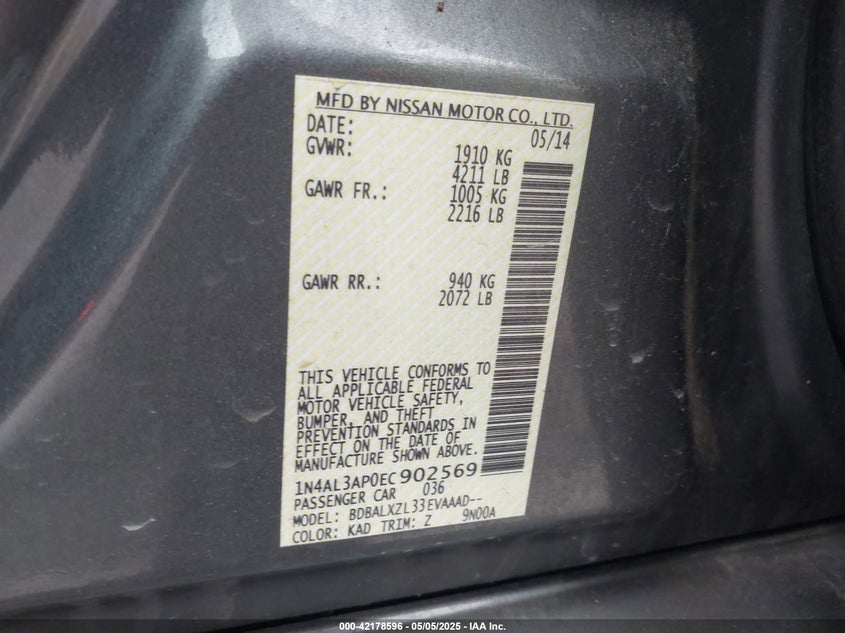 MFD BY NISSAN MOTOR CO., LTD.
DATE: 05/14
GVWR: 1910 KG
4211 LB
GAWR FR.: 1005 KG
2216 LB
GAWR RR.: 940 KG
2072 LB
THIS VEHICLE CONFORMS TO
ALL APPLICABLE FEDERAL
MOTOR VEHICLE SAFETY,
BUMPER, AND THEFT
PREVENTION STANDARDS IN
EFFECT ON THE DATE OF
MANUFACTURE SHOWN ABOVE.
1N4AL3AP0EC902569
PASSENGER CAR 036
MODEL: BDBALXZL33EVAAAD--
COLOR: KAD TRIM: Z 9N00A
000-42178596 - 05/05/2025 - IAA Inc.